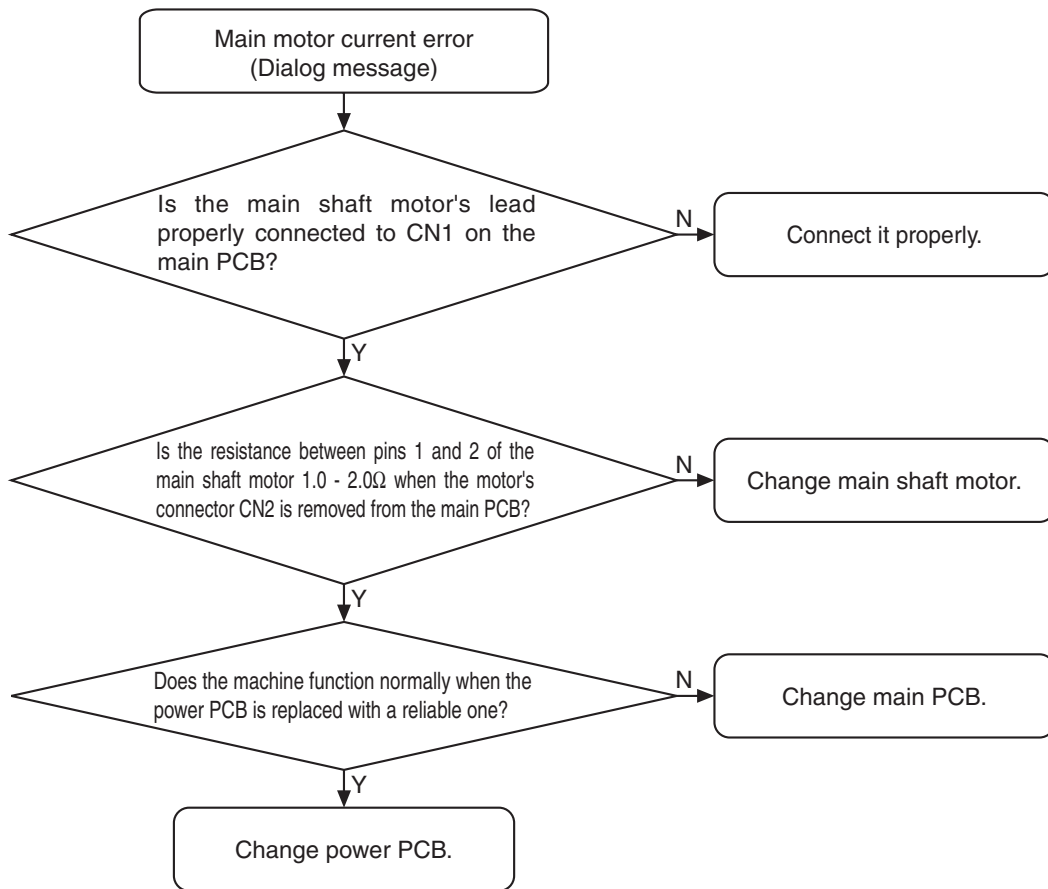 Main motor current error
(Dialog message)
Is the main shaft motor's lead
properly connected to CN1 on the
main PCB?
N
Connect it properly.
Y
Is the resistance between pins 1 and 2 of the
main shaft motor 1.0 - 2.0Ω when the motor's
connector CN2 is removed from the main PCB?
N
Change main shaft motor.
Y
Does the machine function normally when the
power PCB is replaced with a reliable one?
N
Change main PCB.
Y
Change power PCB.